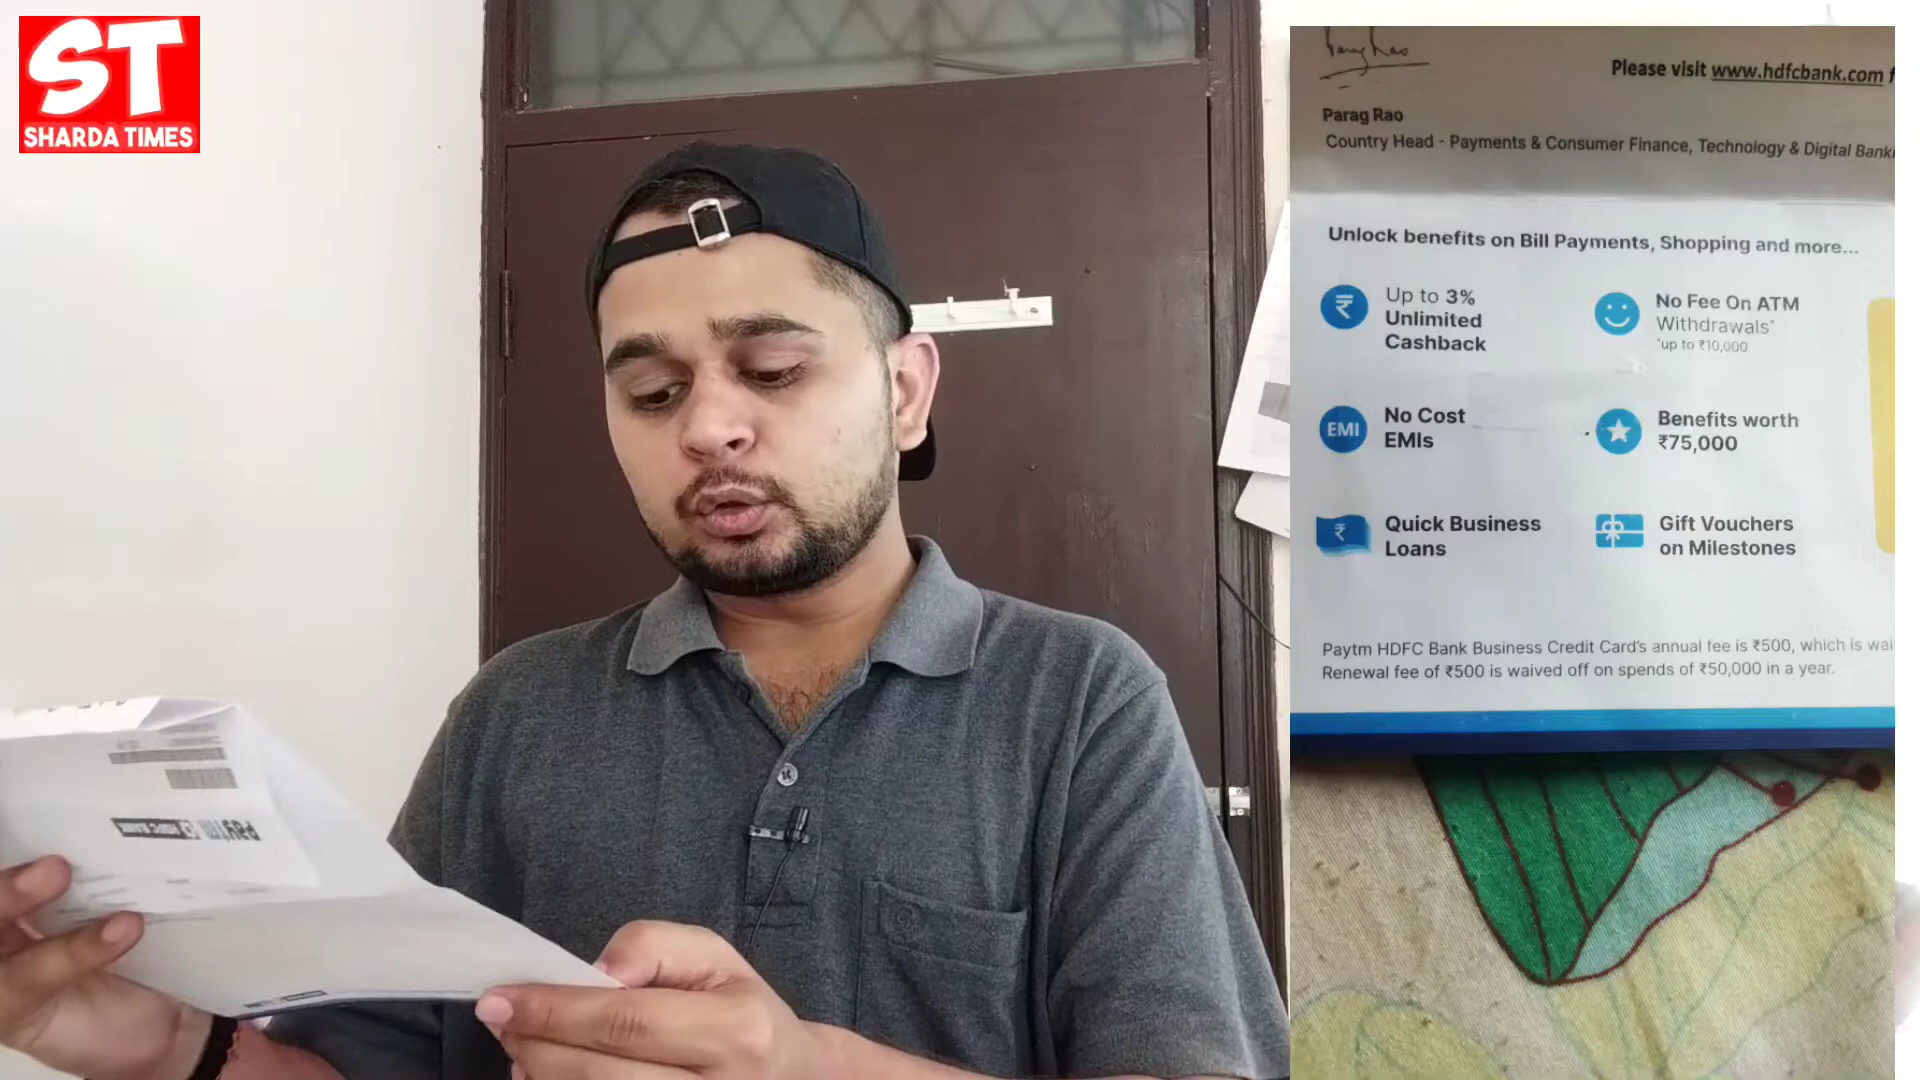 ST
SHARDA TIMES
Please visit www.hdfcbank.com
Parag Rao
Country Head - Payments & Consumer Finance, Technology & Digital
Unlock benefits on Bill Payments, Shopping and more...
Up to 3%
Unlimited
Cashback
No Fee On ATM
Withdrawals*
*up to ₹10,000
EMI
No Cost
EMIs
Benefits worth
₹75,000
Quick Business
Loans
Gift Vouchers
on Milestones
Paytm HDFC Bank Business Credit Card's annual fee is ₹500, which is
Renewal fee of ₹500 is waived off on spends of ₹50,000 in a year.
paytm HDFC BANK